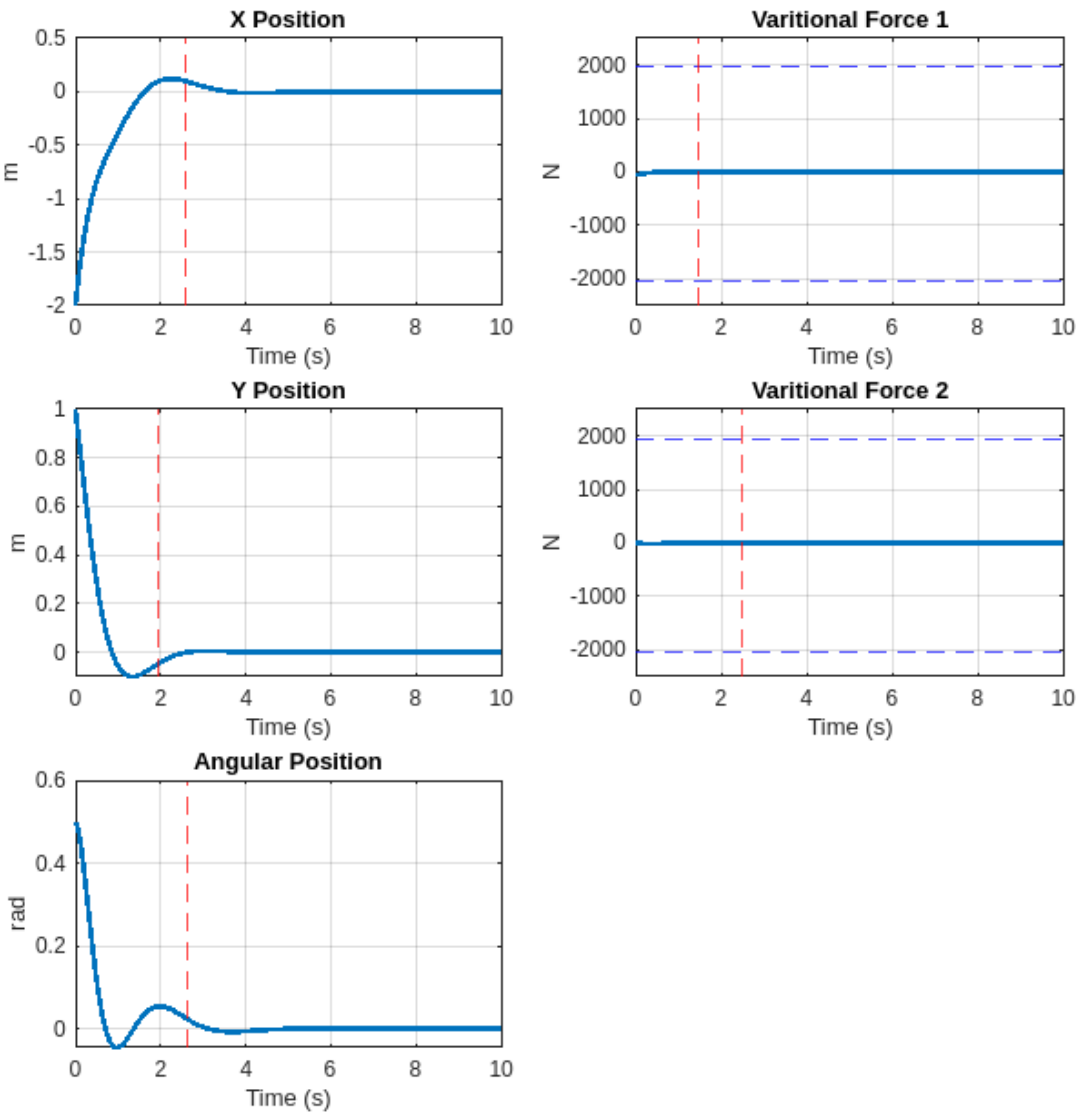 X Position
0.5
0
-0.5
-1
-1.5
-2
m
0 2 4 6 8 10
Time (s)
Varitional Force 1
2000
1000
0
-1000
-2000
N
0 2 4 6 8 10
Time (s)
Y Position
1
0.8
0.6
0.4
0.2
0
m
0 2 4 6 8 10
Time (s)
Varitional Force 2
2000
1000
0
-1000
-2000
N
0 2 4 6 8 10
Time (s)
Angular Position
0.6
0.4
0.2
0
rad
0 2 4 6 8 10
Time (s)